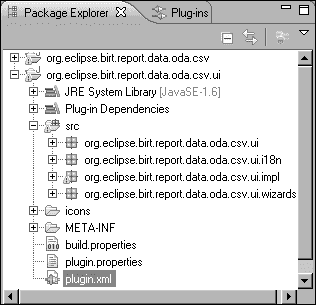 Package Explorer Plug-ins
org.eclipse.birt.report.data.oda.csv
org.eclipse.birt.report.data.oda.csv.ui
JRE System Library [JavaSE-1.6]
Plug-in Dependencies
src
org.eclipse.birt.report.data.oda.csv.ui
org.eclipse.birt.report.data.oda.csv.ui.i18n
org.eclipse.birt.report.data.oda.csv.ui.impl
org.eclipse.birt.report.data.oda.csv.ui.wizards
icons
META-INF
build.properties
plugin.properties
plugin.xml